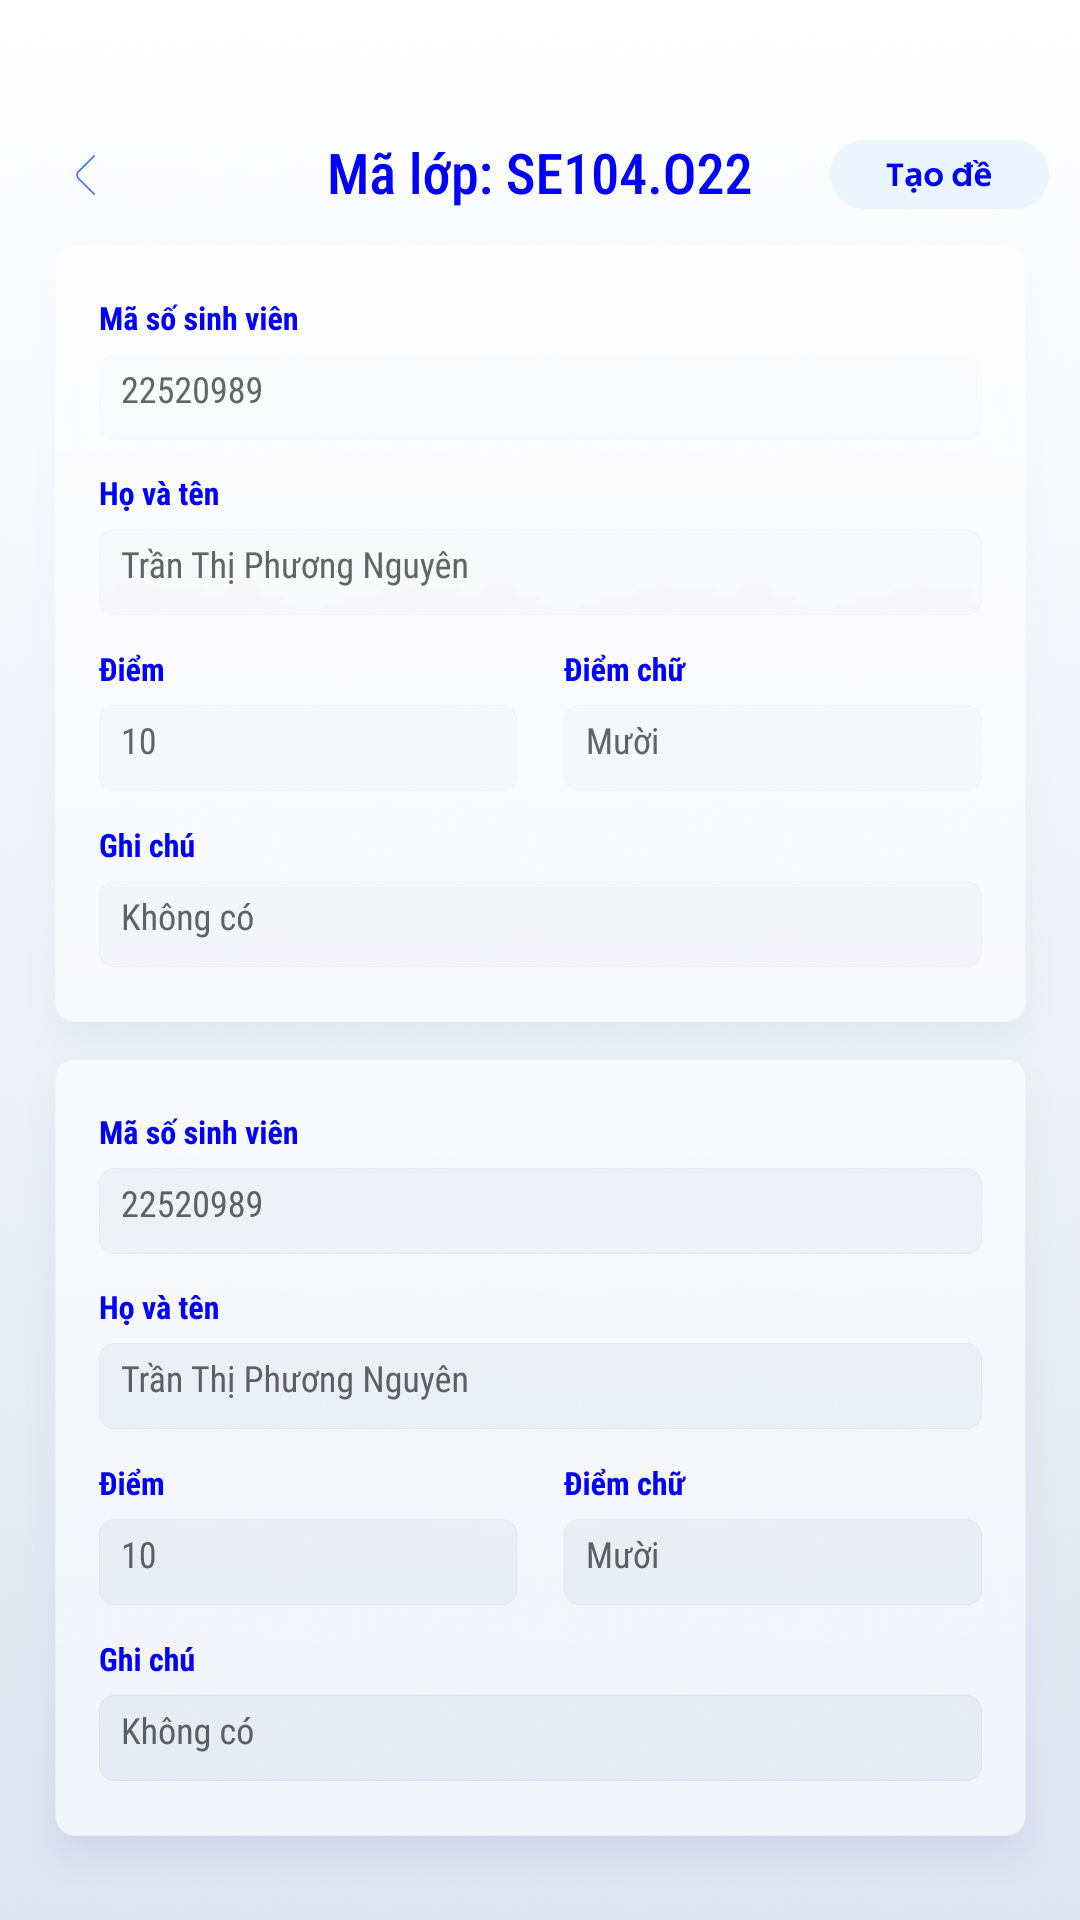 Mã lớp: SE104.O22
Tạo đề
Mã số sinh viên
22520989
Họ và tên
Trần Thị Phương Nguyên
Điểm
Điểm chữ
10
Mười
Ghi chú
Không có
Mã số sinh viên
22520989
Họ và tên
Trần Thị Phương Nguyên
Điểm
Điểm chữ
10
Mười
Ghi chú
Không có